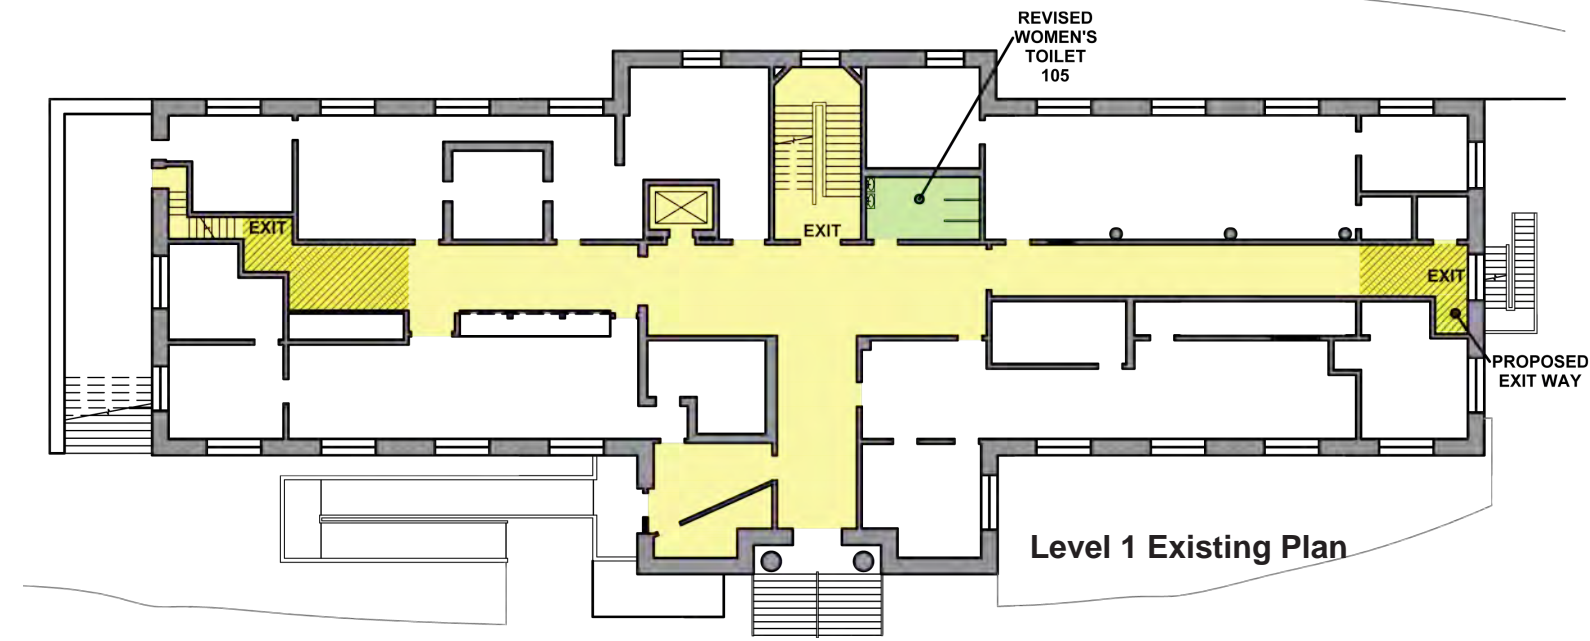 REVISED
WOMEN'S
TOILET
105
EXIT
EXIT
EXIT
PROPOSED
EXIT WAY
Level 1 Existing Plan